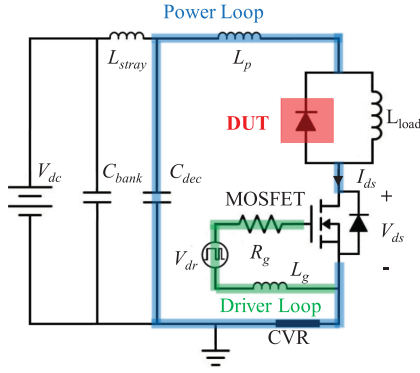 Power Loop
L_stray
L_p
DUT
L_load
I_ds
+
V_dc
C_bank
C_dec
MOSFET
V_ds
R_g
V_dr
L_g
-
Driver Loop
CVR